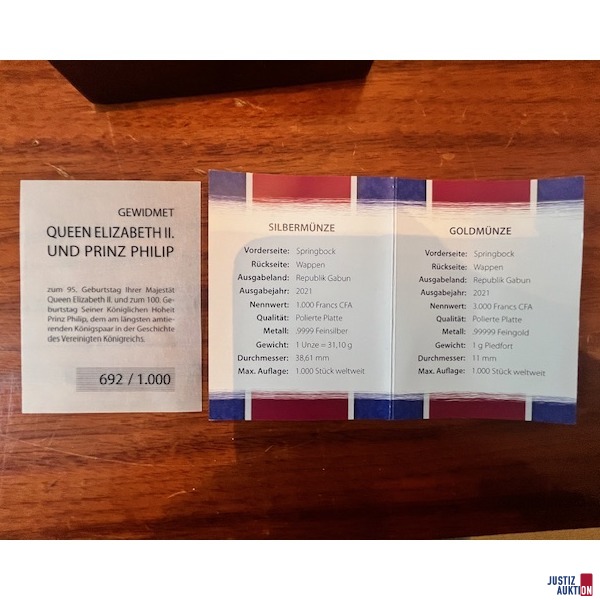 GEWIDMET
QUEEN ELIZABETH II.
UND PRINZ PHILIP
zum 95. Geburtstag Ihrer Majestät
Queen Elizabeth II. und zum 100. Ge-
burtstag Seiner Königlichen Hoheit
Prinz Philip, dem am längsten amtie-
renden Königspaar in der Geschichte
des Vereinigten Königreichs.
692 / 1.000
SILBERMÜNZE
Vorderseite: Springbock
Rückseite: Wappen
Ausgabeland: Republik Gabun
Ausgabejahr: 2021
Nennwert: 1.000 Francs CFA
Qualität: Polierte Platte
Metall: .9999 Feinsilber
Gewicht: 1 Unze = 31,10 g
Durchmesser: 38,61 mm
Max. Auflage: 1.000 Stück weltweit
GOLDMÜNZE
Vorderseite: Springbock
Rückseite: Wappen
Ausgabeland: Republik Gabun
Ausgabejahr: 2021
Nennwert: 3.000 Francs CFA
Qualität: Polierte Platte
Metall: .99999 Feingold
Gewicht: 1 g Piedfort
Durchmesser: 11 mm
Max. Auflage: 1.000 Stück weltweit
JUSTIZ
AUKTION